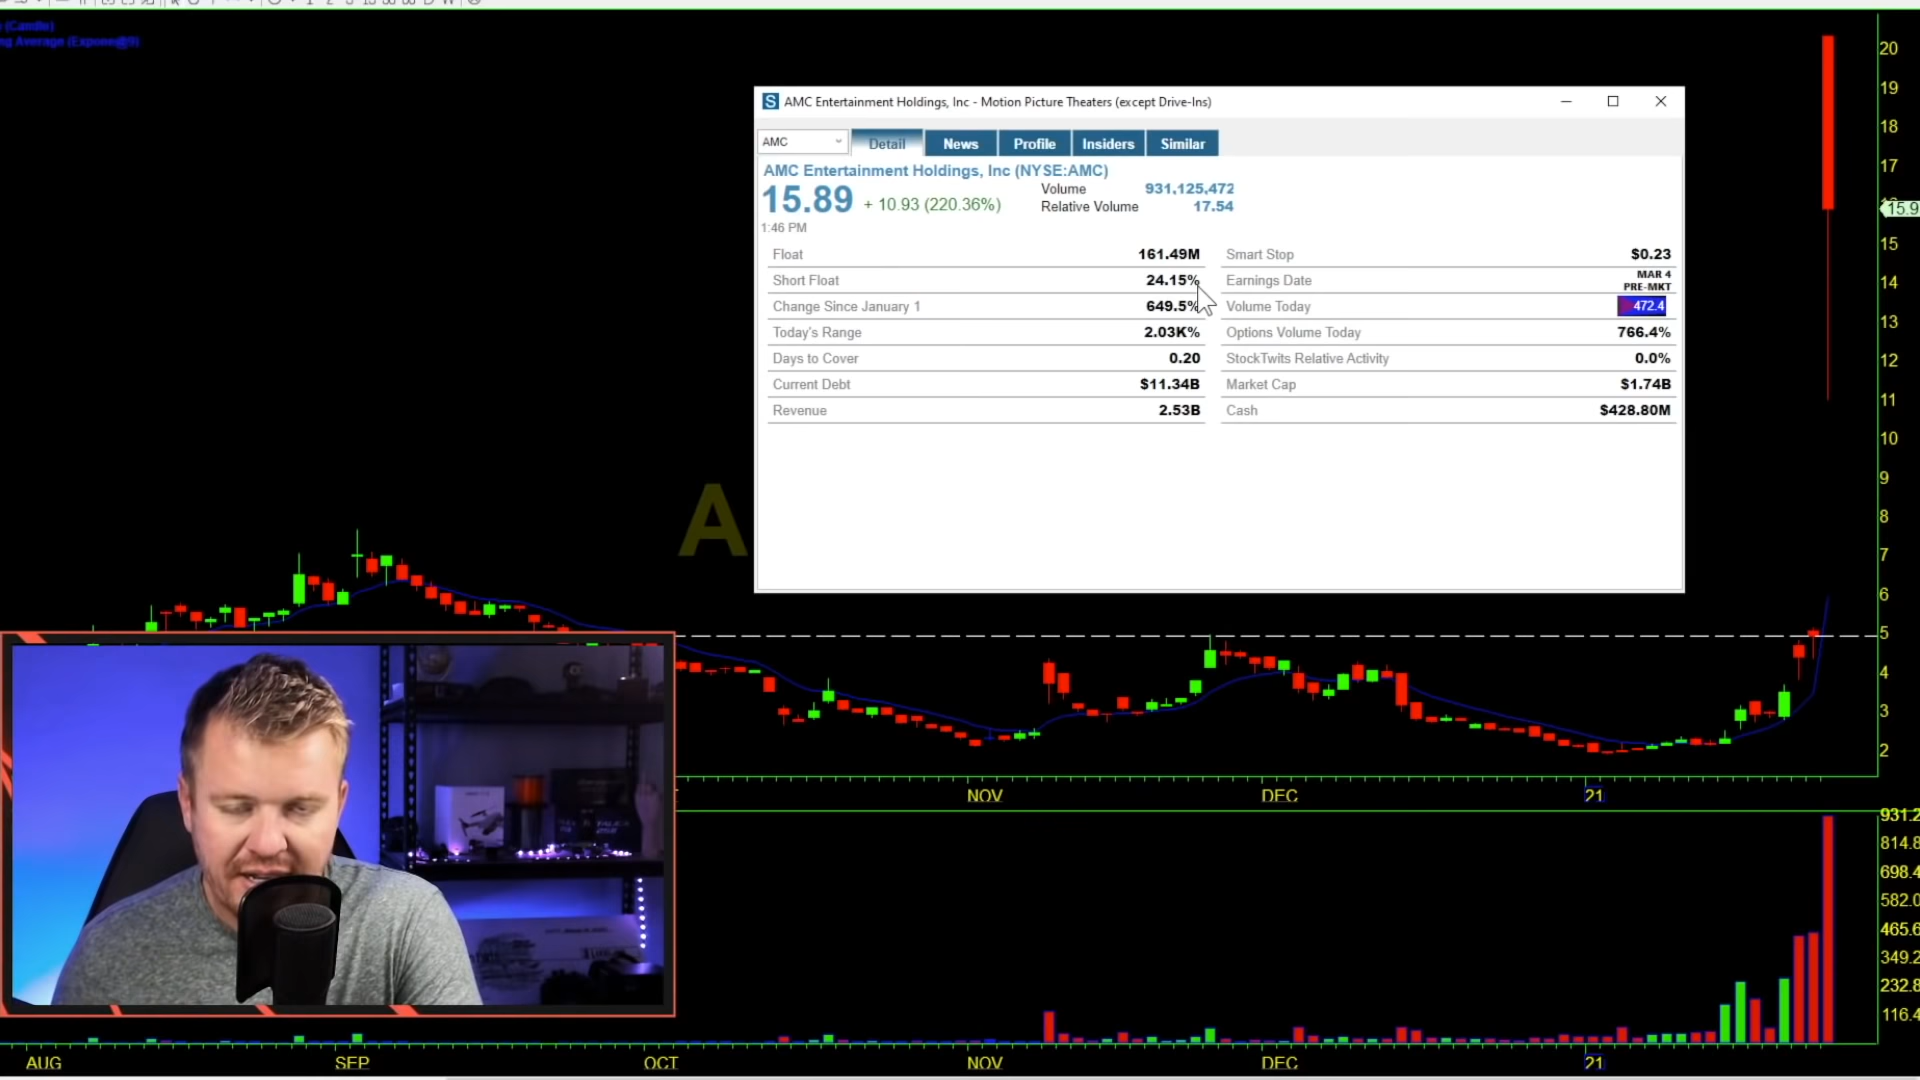 (Candle)
ng Average (Expone@9)
AMC Entertainment Holdings, Inc - Motion Picture Theaters (except Drive-Ins)
AMC
Detail
News
Profile
Insiders
Similar
AMC Entertainment Holdings, Inc (NYSE:AMC)
15.89 + 10.93 (220.36%)
Volume 931,125,472
Relative Volume 17.54
1:46 PM
Float 161.49M
Short Float 24.15%
Change Since January 1 649.5%
Today's Range 2.03K%
Days to Cover 0.20
Current Debt $11.34B
Revenue 2.53B
Smart Stop $0.23
Earnings Date MAR 4
PRE-MKT
Volume Today 472.4
Options Volume Today 766.4%
StockTwits Relative Activity 0.0%
Market Cap $1.74B
Cash $428.80M
A
20
19
18
17
15.9
15
14
13
12
11
10
9
8
7
6
5
4
3
2
NOV DEC 21
931.2
814.8
698.4
582.0
465.6
349.2
232.8
116.4
AUG SEP OCT NOV DEC 21